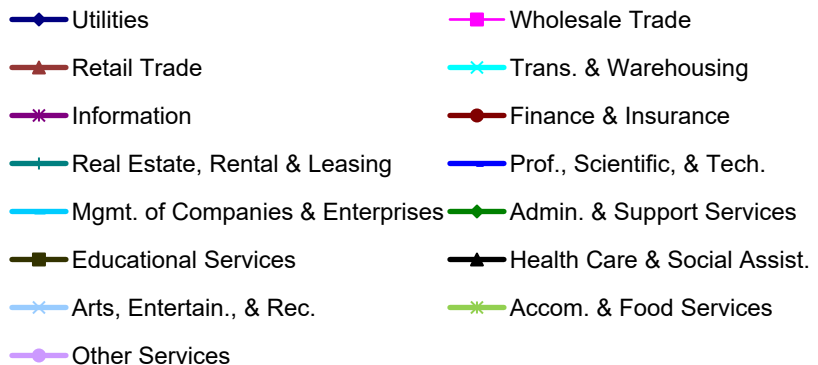 Utilities
Wholesale Trade
Retail Trade
Trans. & Warehousing
Information
Finance & Insurance
Real Estate, Rental & Leasing
Prof., Scientific, & Tech.
Mgmt. of Companies & Enterprises
Admin. & Support Services
Educational Services
Health Care & Social Assist.
Arts, Entertain., & Rec.
Accom. & Food Services
Other Services